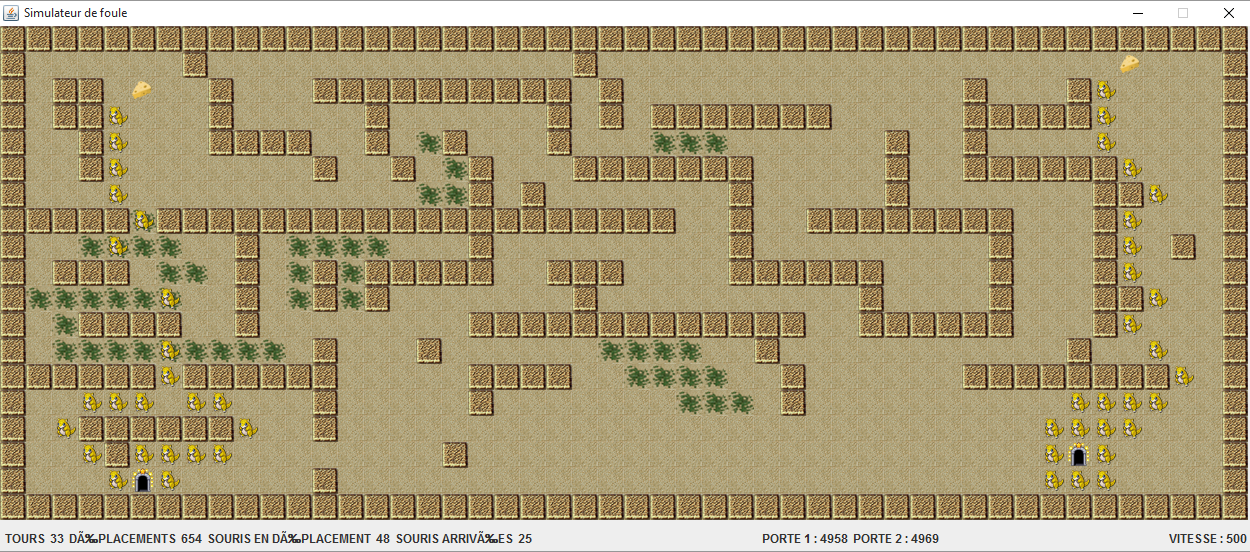 Simulateur de foule
TOURS 33 DÃ‰PLACEMENTS 654 SOURIS EN DÃ‰PLACEMENT 48 SOURIS ARRIVÃ‰ES 25 PORTE 1 : 4958 PORTE 2 : 4969 VITESSE : 500